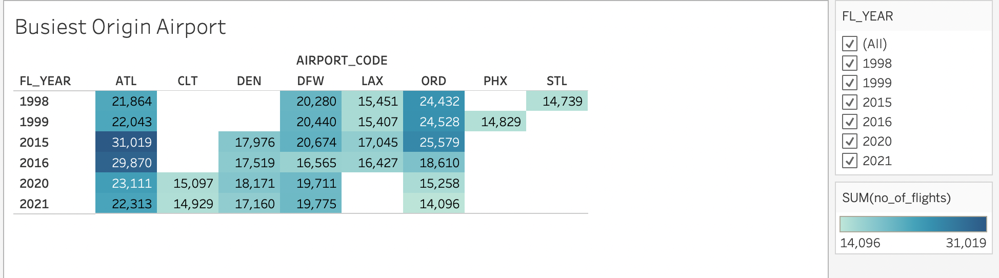 Busiest Origin Airport
AIRPORT_CODE
FL_YEAR ATL CLT DEN DFW LAX ORD PHX STL
1998 21,864 20,280 15,451 24,432 14,739
1999 22,043 20,440 15,407 24,528 14,829
2015 31,019 17,976 20,674 17,045 25,579
2016 29,870 17,519 16,565 16,427 18,610
2020 23,111 15,097 18,171 19,711 15,258
2021 22,313 14,929 17,160 19,775 14,096
FL_YEAR
(All)
1998
1999
2015
2016
2020
2021
SUM(no_of_flights)
14,096 31,019